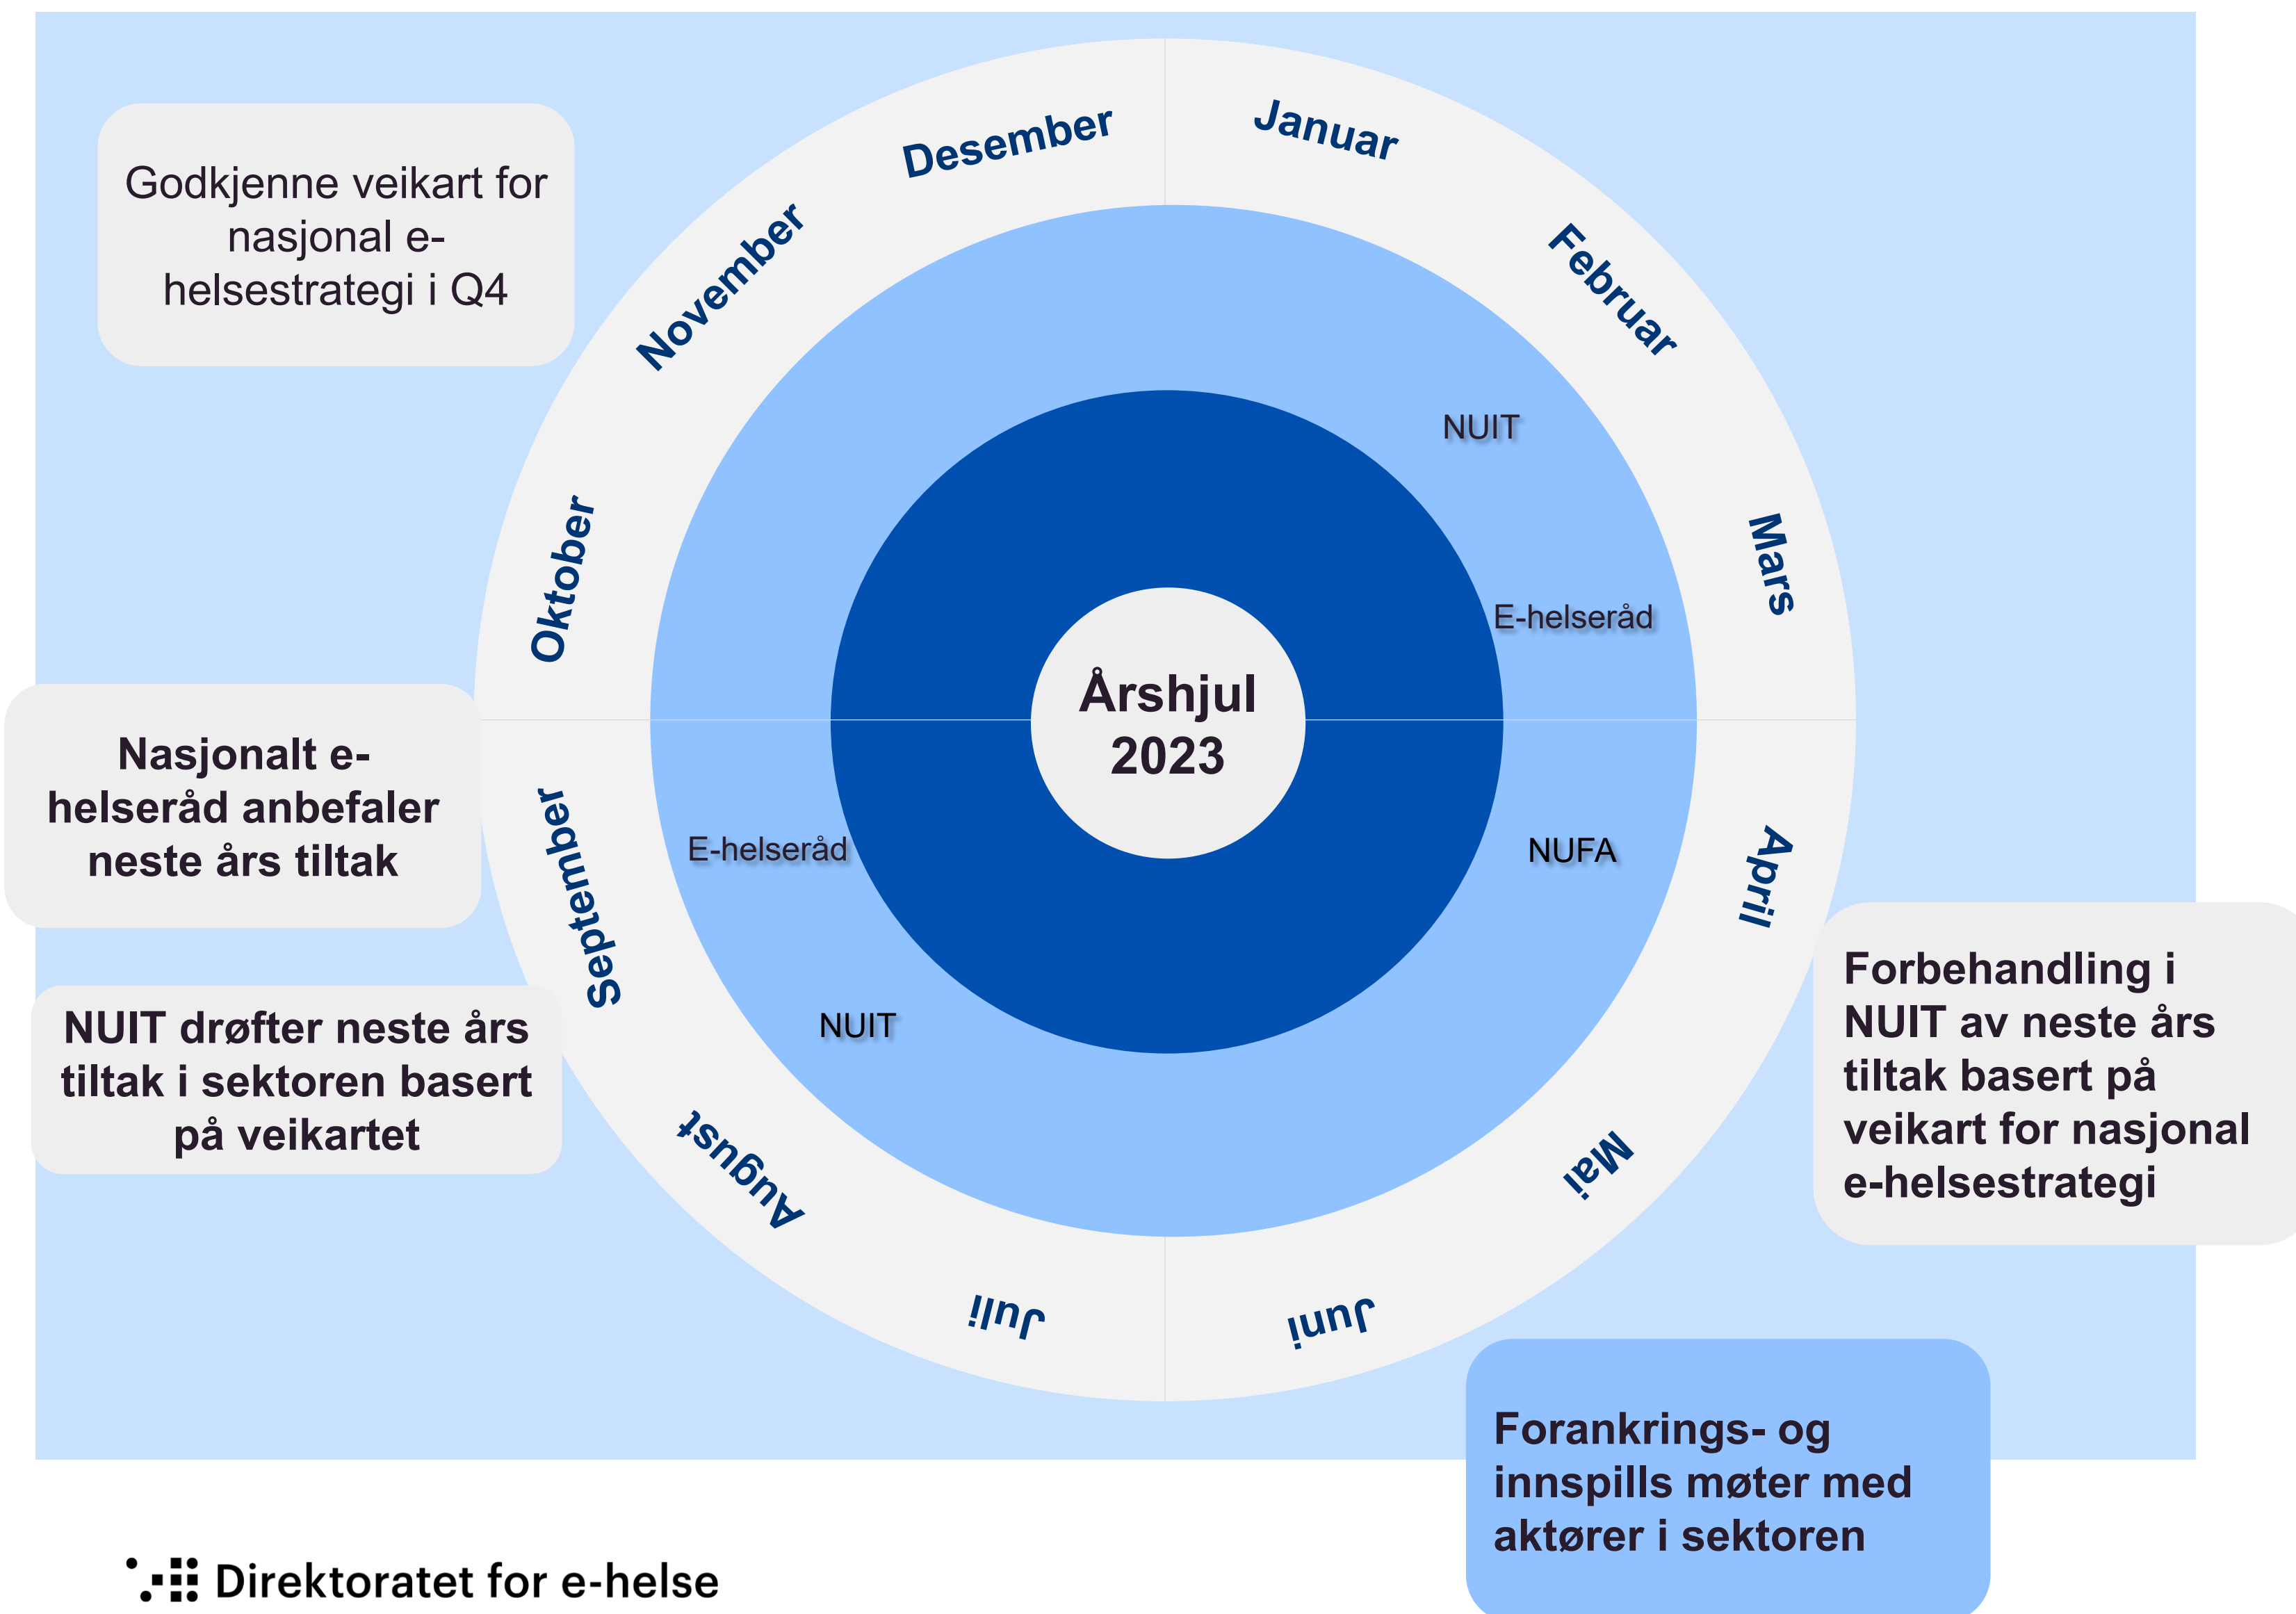 Godkjenne veikart for
nasjonal e-
helsestrategi i Q4
Desember
Januar
November
Februar
NUIT
Oktober
Mars
E-helseråd
Årshjul
2023
Nasjonalt e-
helseråd anbefaler
neste års tiltak
E-helseråd
NUFA
September
April
NUIT drøfter neste års
tiltak i sektoren basert
på veikartet
NUIT
Forbehandling i
NUIT av neste års
tiltak basert på
veikart for nasjonal
e-helsestrategi
August
Mai
Juli
Juni
Forankrings- og
innspills møter med
aktører i sektoren
Direktoratet for e-helse